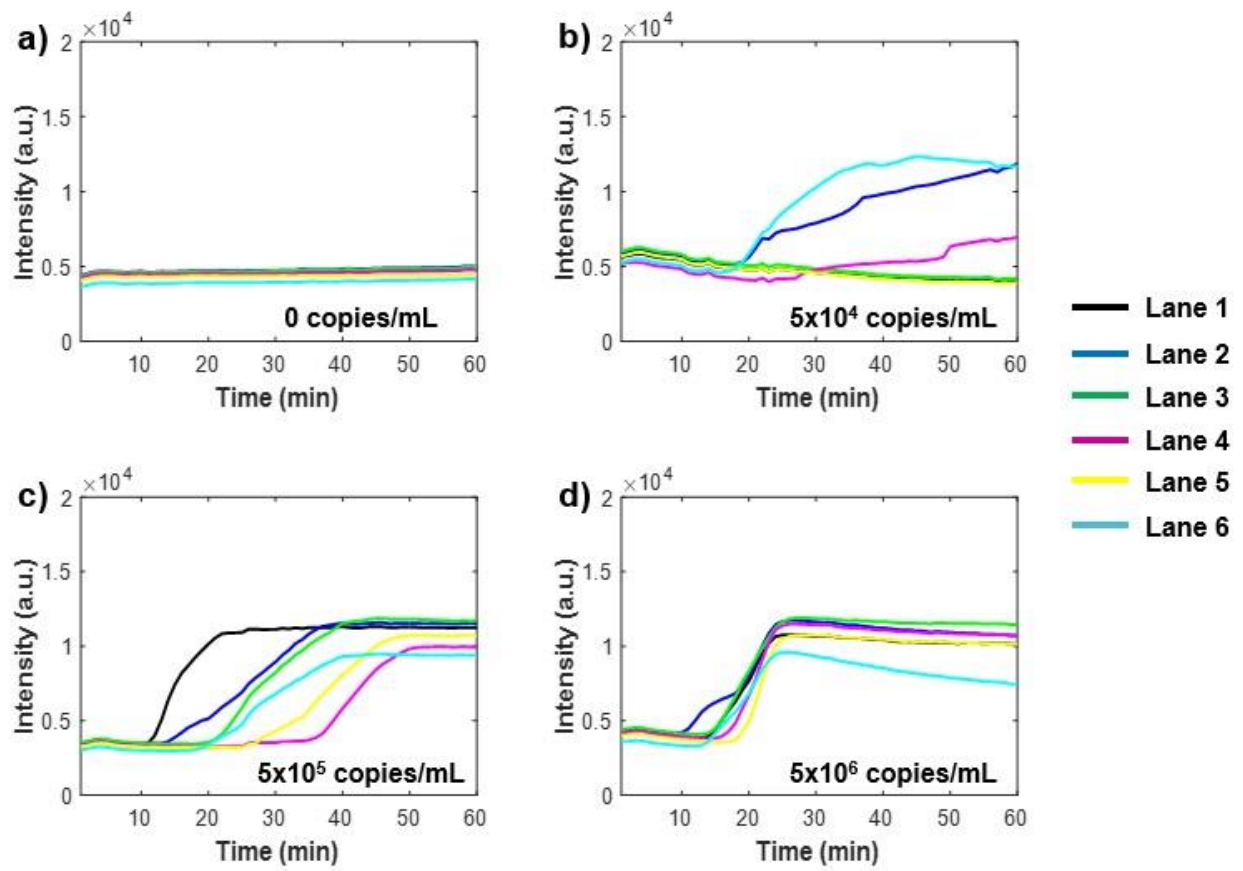 a)
×10⁴
2
1.5
1
0.5
0
Intensity (a.u.)
0 copies/mL
10 20 30 40 50 60
Time (min)
b)
×10⁴
2
1.5
1
0.5
0
Intensity (a.u.)
5x10⁴ copies/mL
10 20 30 40 50 60
Time (min)
Lane 1
Lane 2
Lane 3
Lane 4
Lane 5
Lane 6
c)
×10⁴
2
1.5
1
0.5
0
Intensity (a.u.)
5x10⁵ copies/mL
10 20 30 40 50 60
Time (min)
d)
×10⁴
2
1.5
1
0.5
0
Intensity (a.u.)
5x10⁶ copies/mL
10 20 30 40 50 60
Time (min)